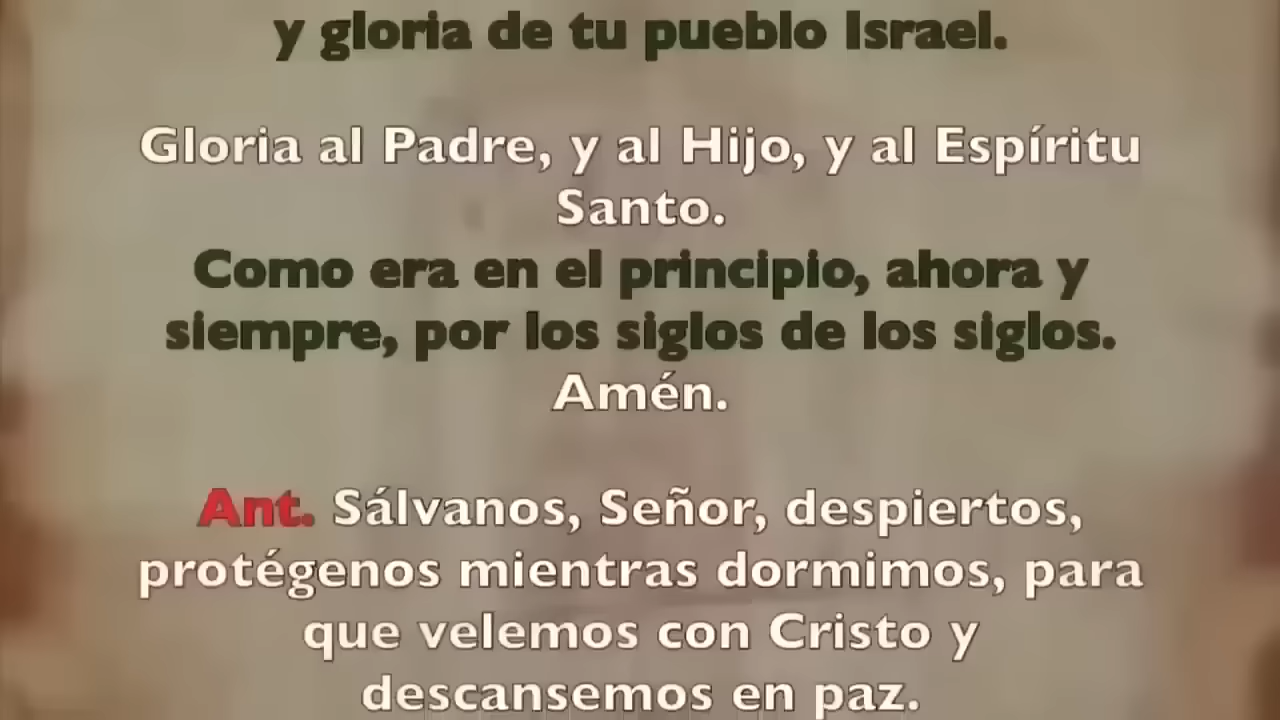 y gloria de tu pueblo Israel.
Gloria al Padre, y al Hijo, y al Espíritu
Santo.
Como era en el principio, ahora y
siempre, por los siglos de los siglos.
Amén.
Ant. Sálvanos, Señor, despiertos,
protégenos mientras dormimos, para
que velemos con Cristo y
descansemos en paz.